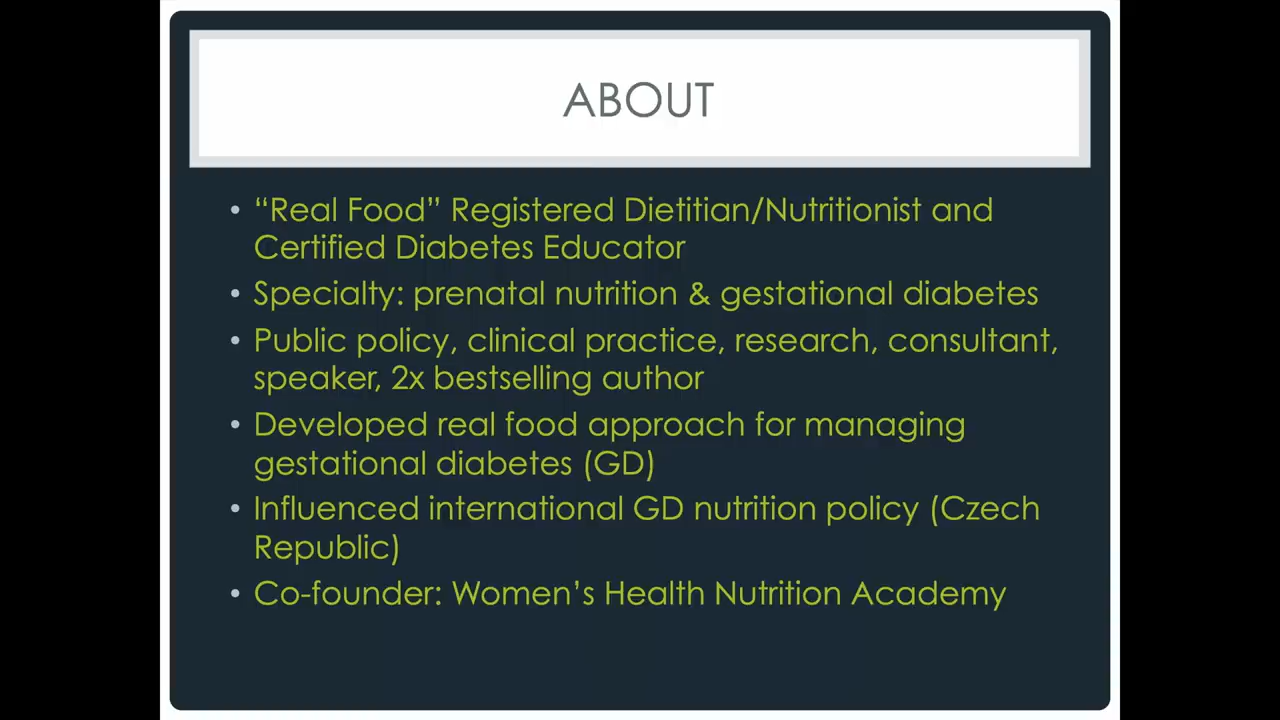 ABOUT
• “Real Food” Registered Dietitian/Nutritionist and
Certified Diabetes Educator
• Specialty: prenatal nutrition & gestational diabetes
• Public policy, clinical practice, research, consultant,
speaker, 2x bestselling author
• Developed real food approach for managing
gestational diabetes (GD)
• Influenced international GD nutrition policy (Czech
Republic)
• Co-founder: Women’s Health Nutrition Academy